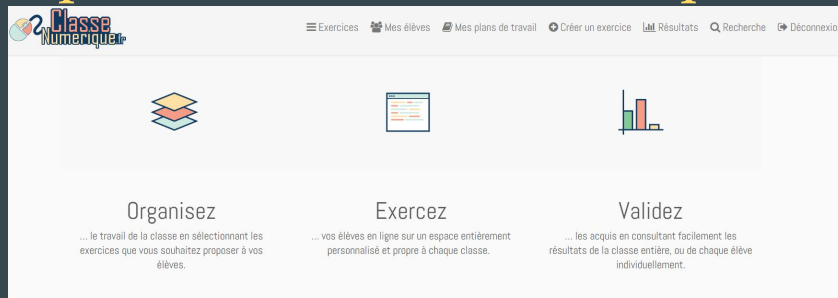 Classe
Numerique.fr
Exercices Mes élèves Mes plans de travail Créer un exercice Résultats Recherche Déconnexio
Organisez
... le travail de la classe en sélectionnant les
exercices que vous souhaitez proposer à vos
élèves.
Exercez
... vos élèves en ligne sur un espace entièrement
personnalisé et propre à chaque classe.
Validez
... les acquis en consultant facilement les
résultats de la classe entière, ou de chaque élève
individuellement.